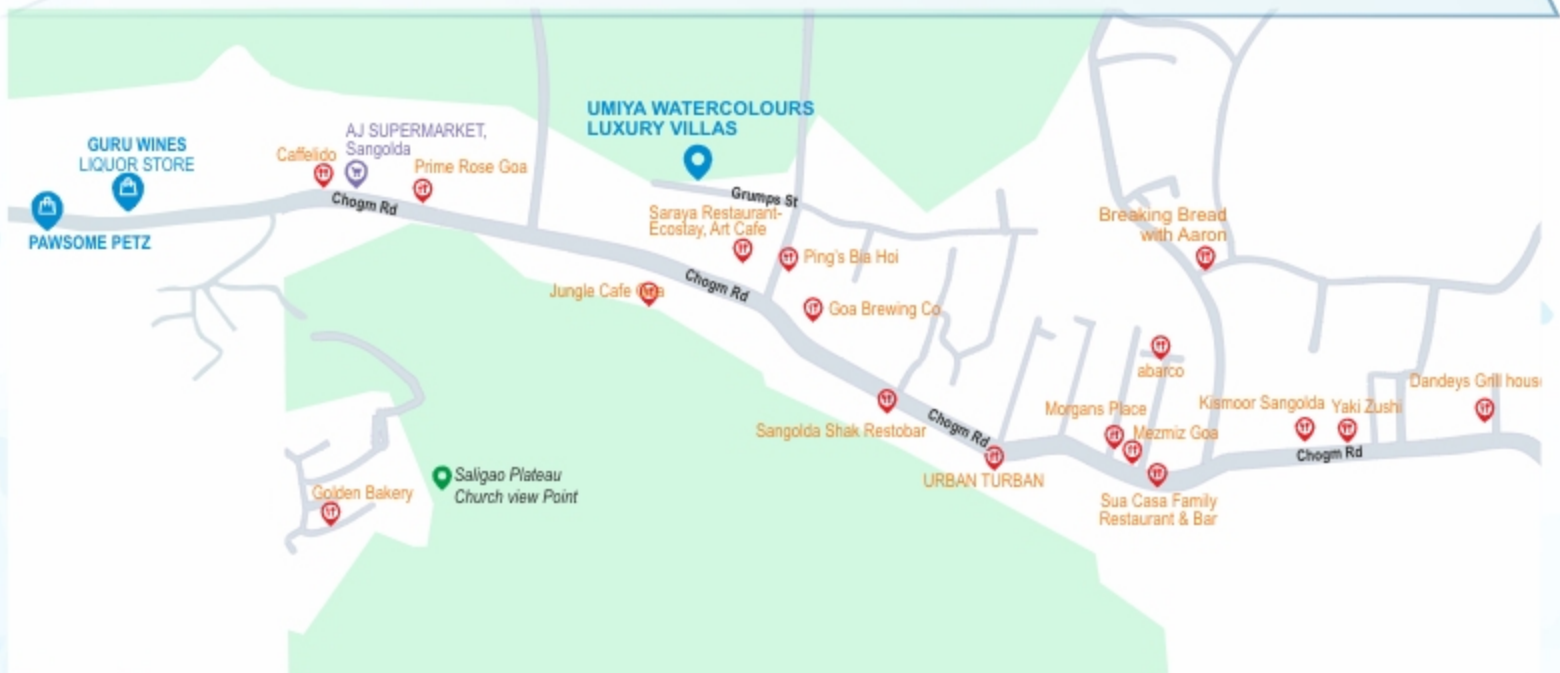 UMIYA WATERCOLOURS
LUXURY VILLAS
GURU WINES
LIQUOR STORE
PAWSOME PETZ
Caffelido
AJ SUPERMARKET,
Sangolda
Prime Rose Goa
Chogm Rd
Grumps St
Saraya Restaurant-
Ecostay, Art Cafe
Ping's Bia Hoi
Jungle Cafe
Chogm Rd
Goa Brewing Co
Breaking Bread
with Aaron
abarco
Sangolda Shak Restobar
Chogm Rd
URBAN TURBAN
Morgans Place
Mezmiz Goa
Sua Casa Family
Restaurant & Bar
Kismoor Sangolda
Yaki Zushi
Chogm Rd
Dandeys Grill hous
Saligao Plateau
Church view Point
Golden Bakery